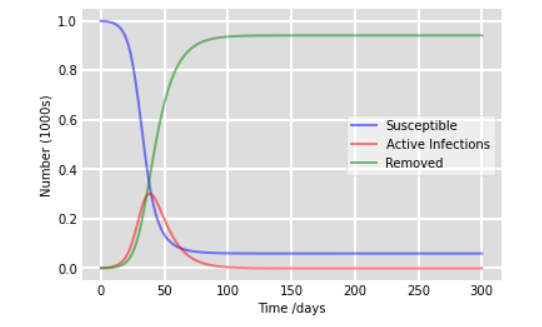 1.0
0.8
0.6
0.4
0.2
0.0
Number (1000s)
Susceptible
Active Infections
Removed
0 50 100 150 200 250 300
Time /days